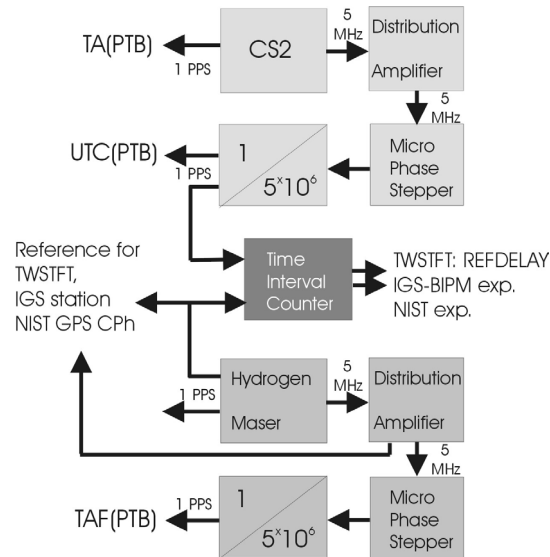 TA(PTB)
1 PPS
CS2
5
MHz
Distribution
Amplifier
5
MHz
UTC(PTB)
1 PPS
1
5×10⁶
Micro
Phase
Stepper
Reference for
TWSTFT,
IGS station
NIST GPS CPh
Time
Interval
Counter
TWSTFT: REFDELAY
IGS-BIPM exp.
NIST exp.
1 PPS
Hydrogen
Maser
5
MHz
Distribution
Amplifier
5
MHz
TAF(PTB)
1 PPS
1
5×10⁶
Micro
Phase
Stepper